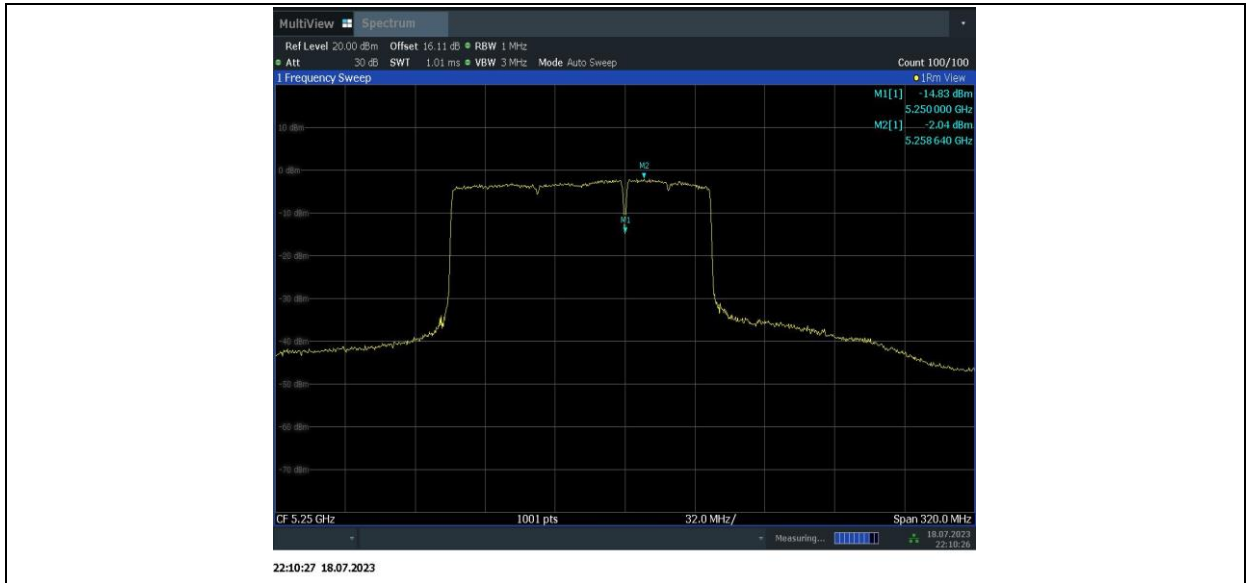 MultiView Spectrum
Ref Level 20.00 dBm Offset 16.11 dB RBW 1 MHz
Att 30 dB SWT 1.01 ms VBW 3 MHz Mode Auto Sweep Count 100/100
1 Frequency Sweep 1Rm View
M1[1] -14.83 dBm
5.250 000 GHz
10 dBm M2[1] -2.04 dBm
5.258 640 GHz
0 dBm M2
-10 dBm
M1
-20 dBm
-30 dBm
-40 dBm
-50 dBm
-60 dBm
-70 dBm
CF 5.25 GHz 1001 pts 32.0 MHz/ Span 320.0 MHz
Measuring... 18.07.2023
22:10:26
22:10:27 18.07.2023